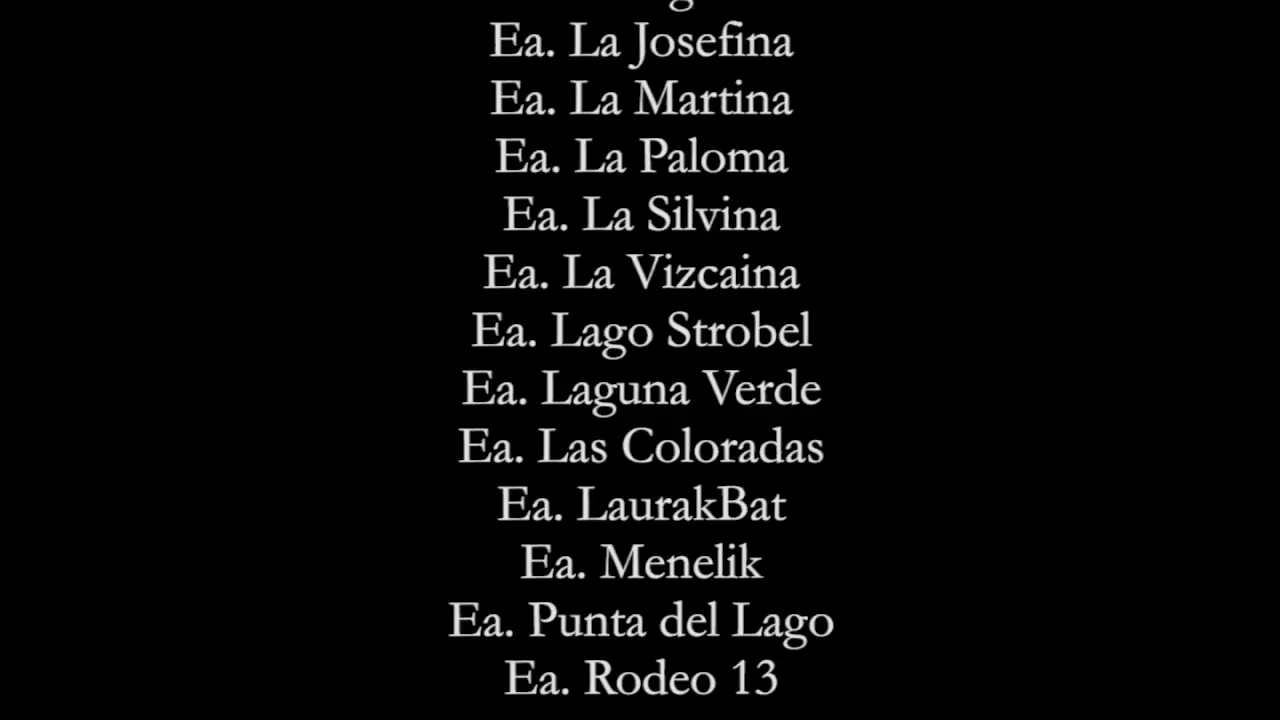 Ea. La Josefina
Ea. La Martina
Ea. La Paloma
Ea. La Silvina
Ea. La Vizcaina
Ea. Lago Strobel
Ea. Laguna Verde
Ea. Las Coloradas
Ea. LaurakBat
Ea. Menelik
Ea. Punta del Lago
Ea. Rodeo 13